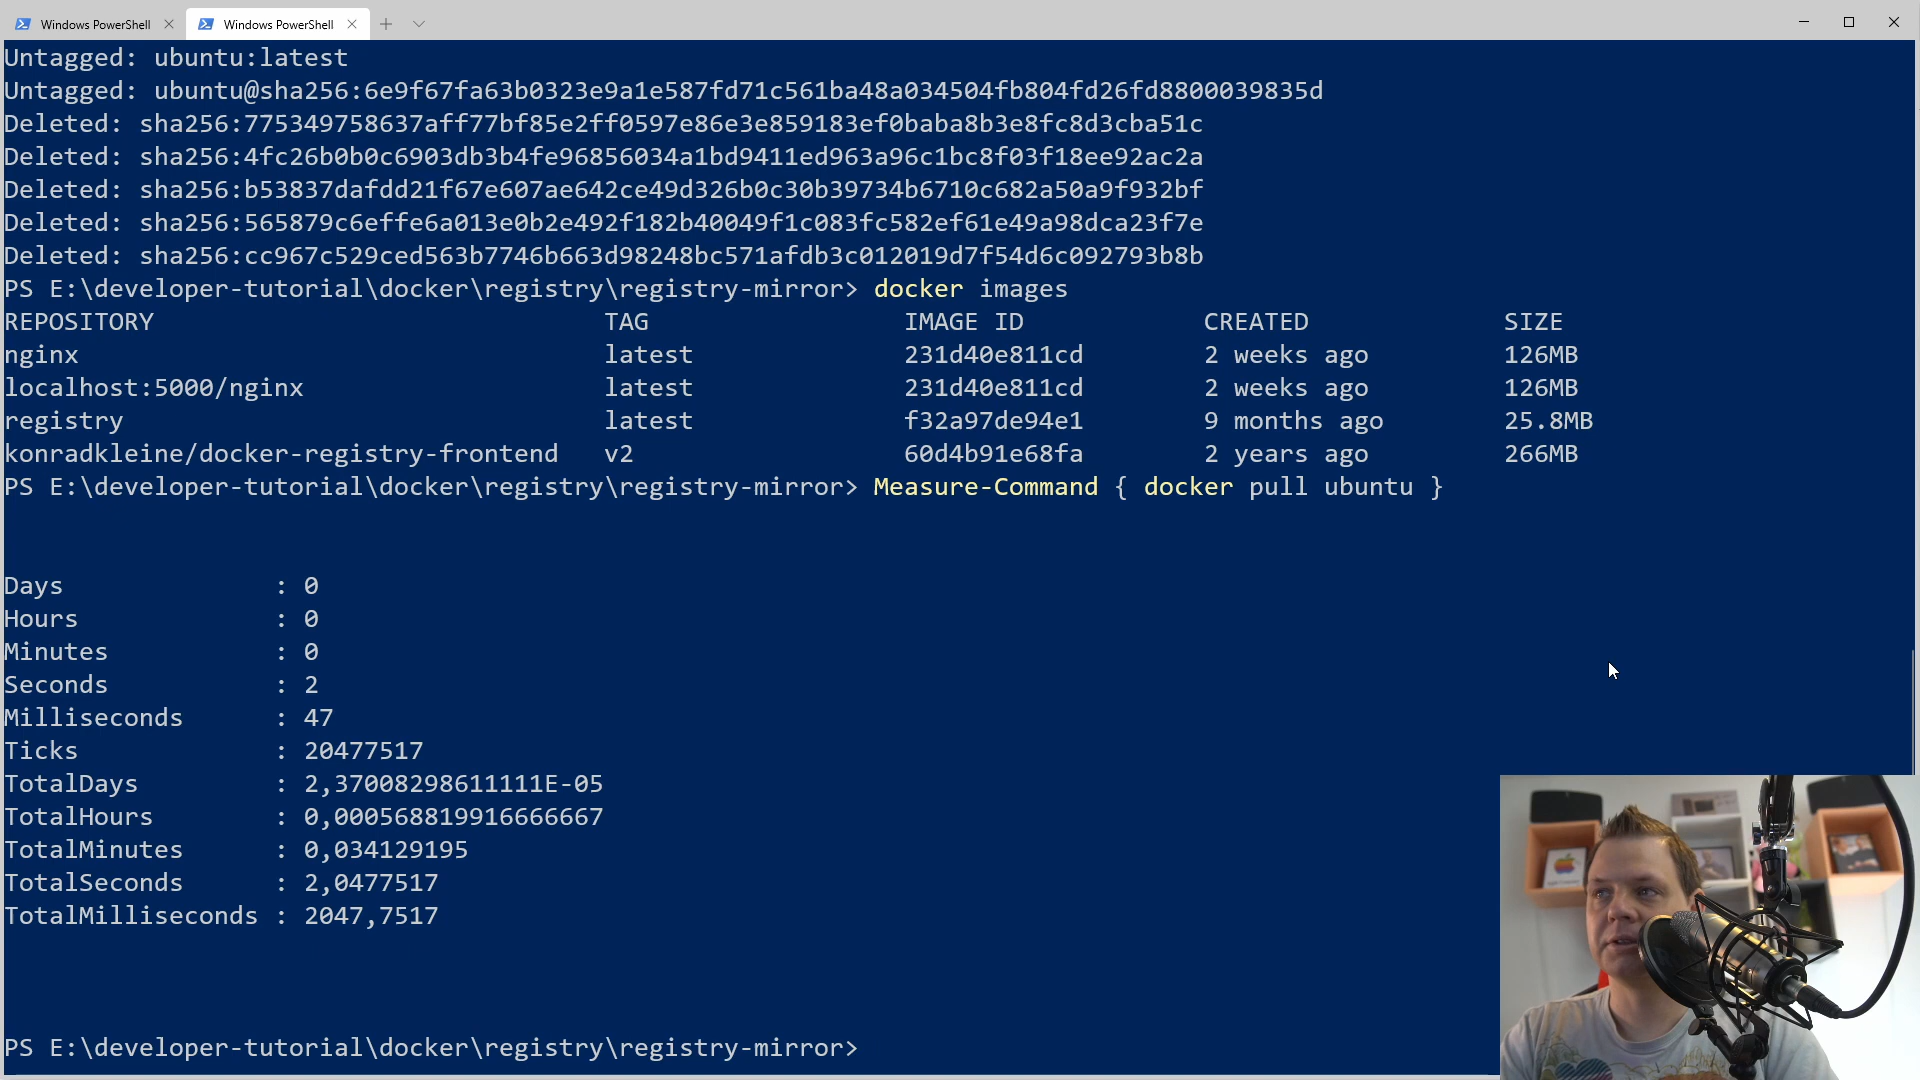 Windows PowerShell
Windows PowerShell
Untagged: ubuntu:latest
Untagged: ubuntu@sha256:6e9f67fa63b0323e9a1e587fd71c561ba48a034504fb804fd26fd8800039835d
Deleted: sha256:775349758637aff77bf85e2ff0597e86e3e859183ef0baba8b3e8fc8d3cba51c
Deleted: sha256:4fc26b0b0c6903db3b4fe96856034a1bd9411ed963a96c1bc8f03f18ee92ac2a
Deleted: sha256:b53837dafdd21f67e607ae642ce49d326b0c30b39734b6710c682a50a9f932bf
Deleted: sha256:565879c6effe6a013e0b2e492f182b40049f1c083fc582ef61e49a98dca23f7e
Deleted: sha256:cc967c529ced563b7746b663d98248bc571afdb3c012019d7f54d6c092793b8b
PS E:\developer-tutorial\docker\registry\registry-mirror> docker images
REPOSITORY TAG IMAGE ID CREATED SIZE
nginx latest 231d40e811cd 2 weeks ago 126MB
localhost:5000/nginx latest 231d40e811cd 2 weeks ago 126MB
registry latest f32a97de94e1 9 months ago 25.8MB
konradkleine/docker-registry-frontend v2 60d4b91e68fa 2 years ago 266MB
PS E:\developer-tutorial\docker\registry\registry-mirror> Measure-Command { docker pull ubuntu }
Days : 0
Hours : 0
Minutes : 0
Seconds : 2
Milliseconds : 47
Ticks : 20477517
TotalDays : 2,37008298611111E-05
TotalHours : 0,000568819916666667
TotalMinutes : 0,034129195
TotalSeconds : 2,0477517
TotalMilliseconds : 2047,7517
PS E:\developer-tutorial\docker\registry\registry-mirror>